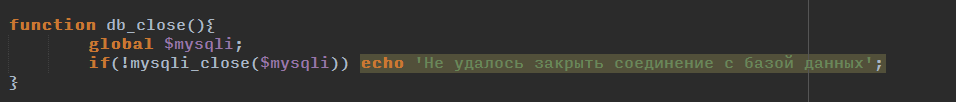 function db_close(){
global $mysqli;
if(!mysqli_close($mysqli)) echo 'Не удалось закрыть соединение с базой данных';
}